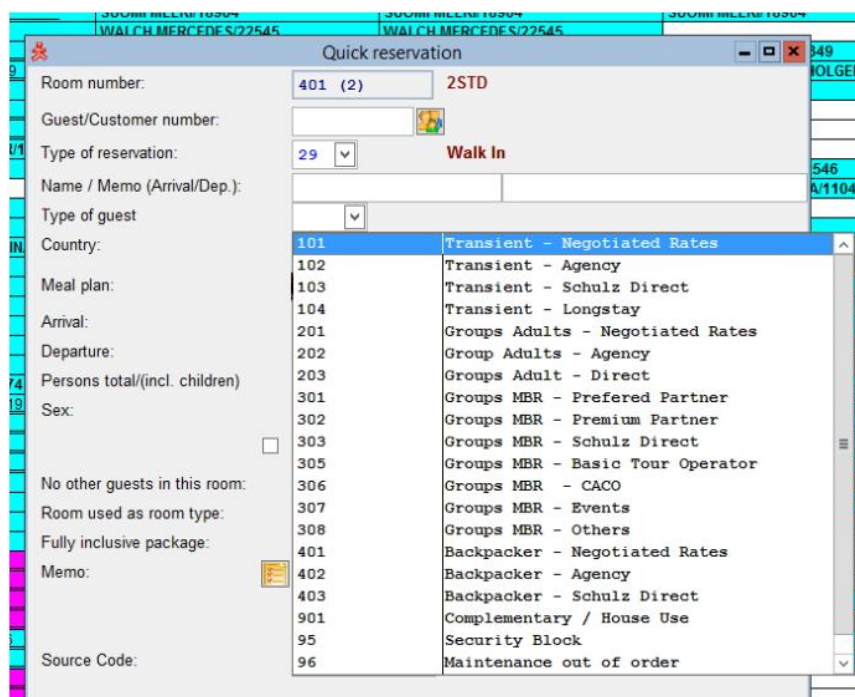 SUOMI MEERI/18904 SUOMI MEERI/18904 SUOMI MEERI/18904
WALCH MERCEDES/22545 WALCH MERCEDES/22545
Quick reservation
349
Room number: 401 (2) 2STD
Guest/Customer number:
Type of reservation: 29 Walk In
546
Name / Memo (Arrival/Dep.):
A/1104
Type of guest
Country:
Meal plan:
Arrival:
Departure:
Persons total/(incl. children)
Sex:
No other guests in this room:
Room used as room type:
Fully inclusive package:
Memo:
Source Code:
101 Transient - Negotiated Rates
102 Transient - Agency
103 Transient - Schulz Direct
104 Transient - Longstay
201 Groups Adults - Negotiated Rates
202 Group Adults - Agency
203 Groups Adult - Direct
301 Groups MBR - Prefered Partner
302 Groups MBR - Premium Partner
303 Groups MBR - Schulz Direct
305 Groups MBR - Basic Tour Operator
306 Groups MBR - CACO
307 Groups MBR - Events
308 Groups MBR - Others
401 Backpacker - Negotiated Rates
402 Backpacker - Agency
403 Backpacker - Schulz Direct
901 Complementary / House Use
95 Security Block
96 Maintenance out of order